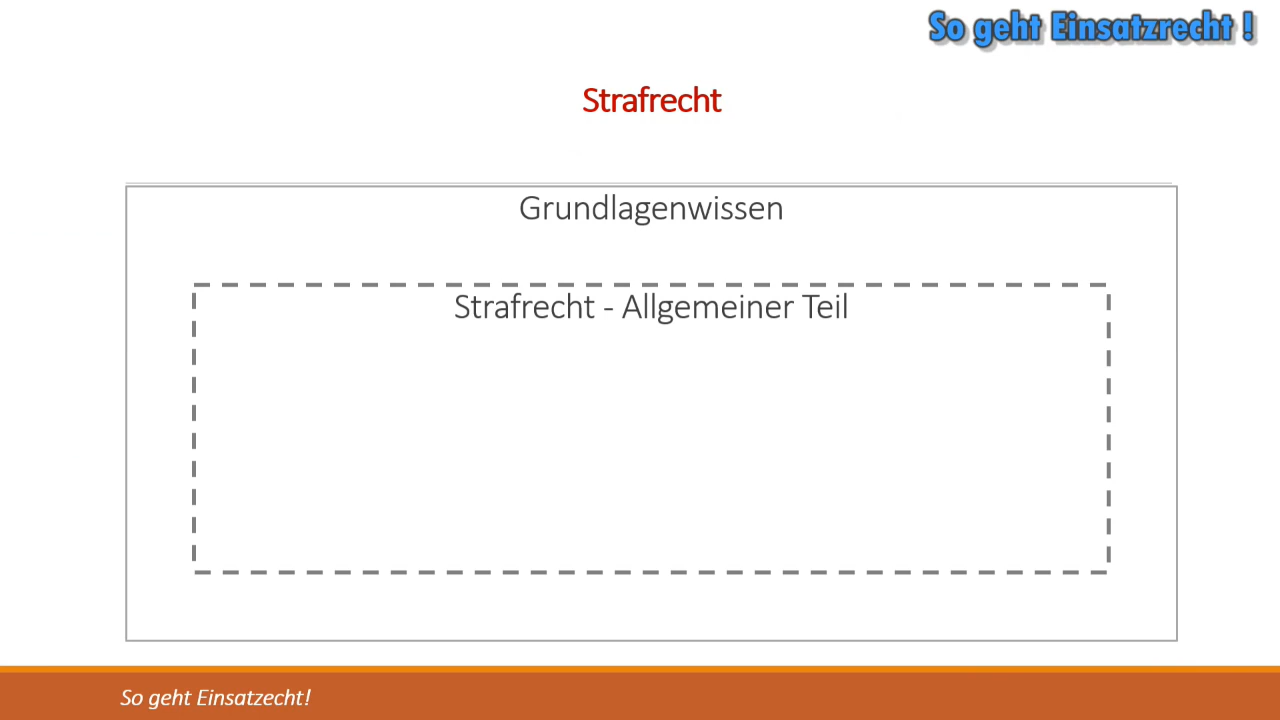 So geht Einsatzrecht !
Strafrecht
Grundlagenwissen
Strafrecht - Allgemeiner Teil
So geht Einsatzecht!